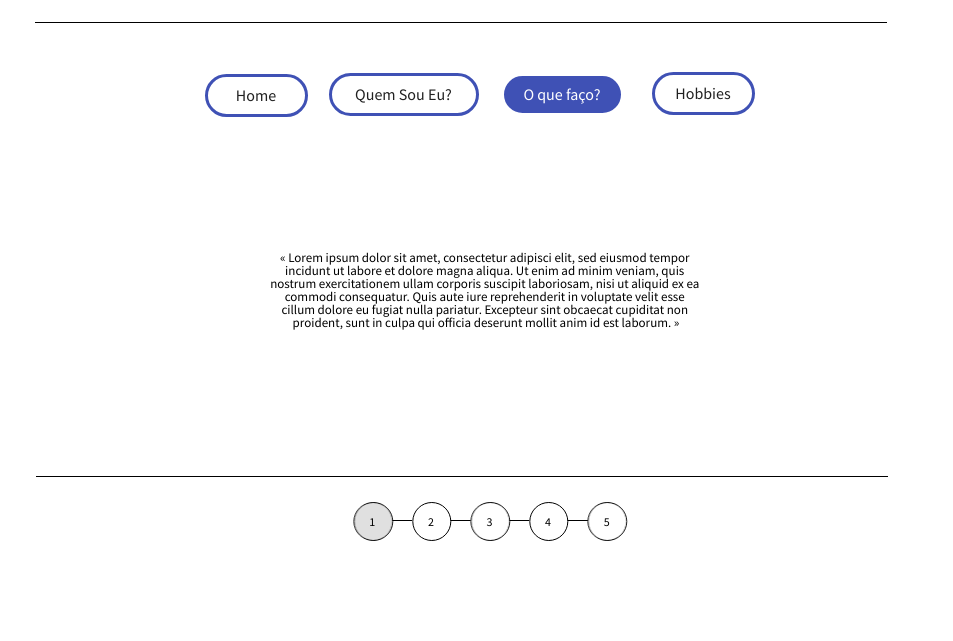 Home Quem Sou Eu? O que faço? Hobbies
« Lorem ipsum dolor sit amet, consectetur adipisci elit, sed eiusmod tempor
incidunt ut labore et dolore magna aliqua. Ut enim ad minim veniam, quis
nostrum exercitationem ullam corporis suscipit laboriosam, nisi ut aliquid ex ea
commodi consequatur. Quis aute iure reprehenderit in voluptate velit esse
cillum dolore eu fugiat nulla pariatur. Excepteur sint obcaecat cupiditat non
proident, sunt in culpa qui officia deserunt mollit anim id est laborum. »
1 2 3 4 5